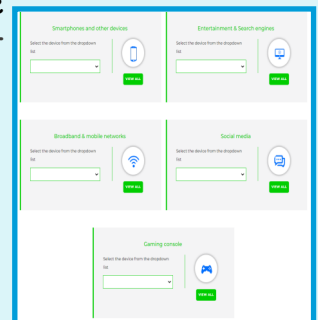 Smartphones and other devices
Select the device from the dropdown
list
VIEW ALL
Entertainment & Search engines
Select the device from the dropdown
list
VIEW ALL
Broadband & mobile networks
Select the device from the dropdown
list
VIEW ALL
Social media
Select the device from the dropdown
list
VIEW ALL
Gaming console
Select the device from the dropdown
list
VIEW ALL